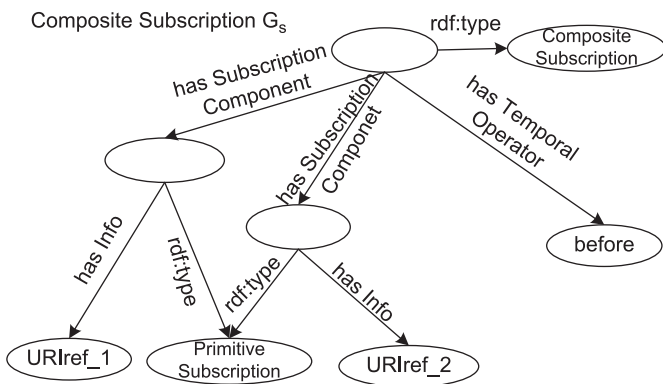 Composite Subscription Gs
rdf:type
Composite
Subscription
has Subscription
Component
has Subscription
Componet
has Temporal
Operator
has Info
rdf:type
rdf:type
has Info
before
URIref_1
Primitive
Subscription
URIref_2